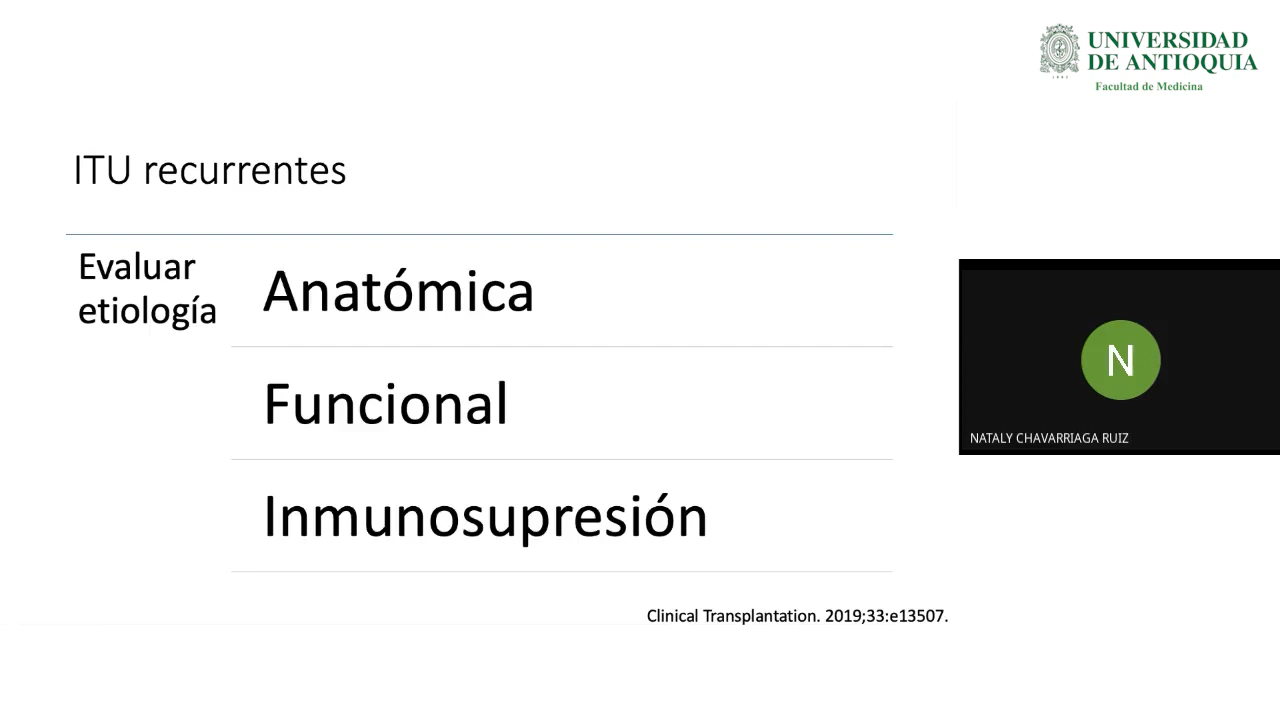 UNIVERSIDAD
DE ANTIOQUIA
Facultad de Medicina
ITU recurrentes
Evaluar
etiología
Anatómica
Funcional
Inmunosupresión
N
NATALY CHAVARRIAGA RUIZ
Clinical Transplantation. 2019;33:e13507.